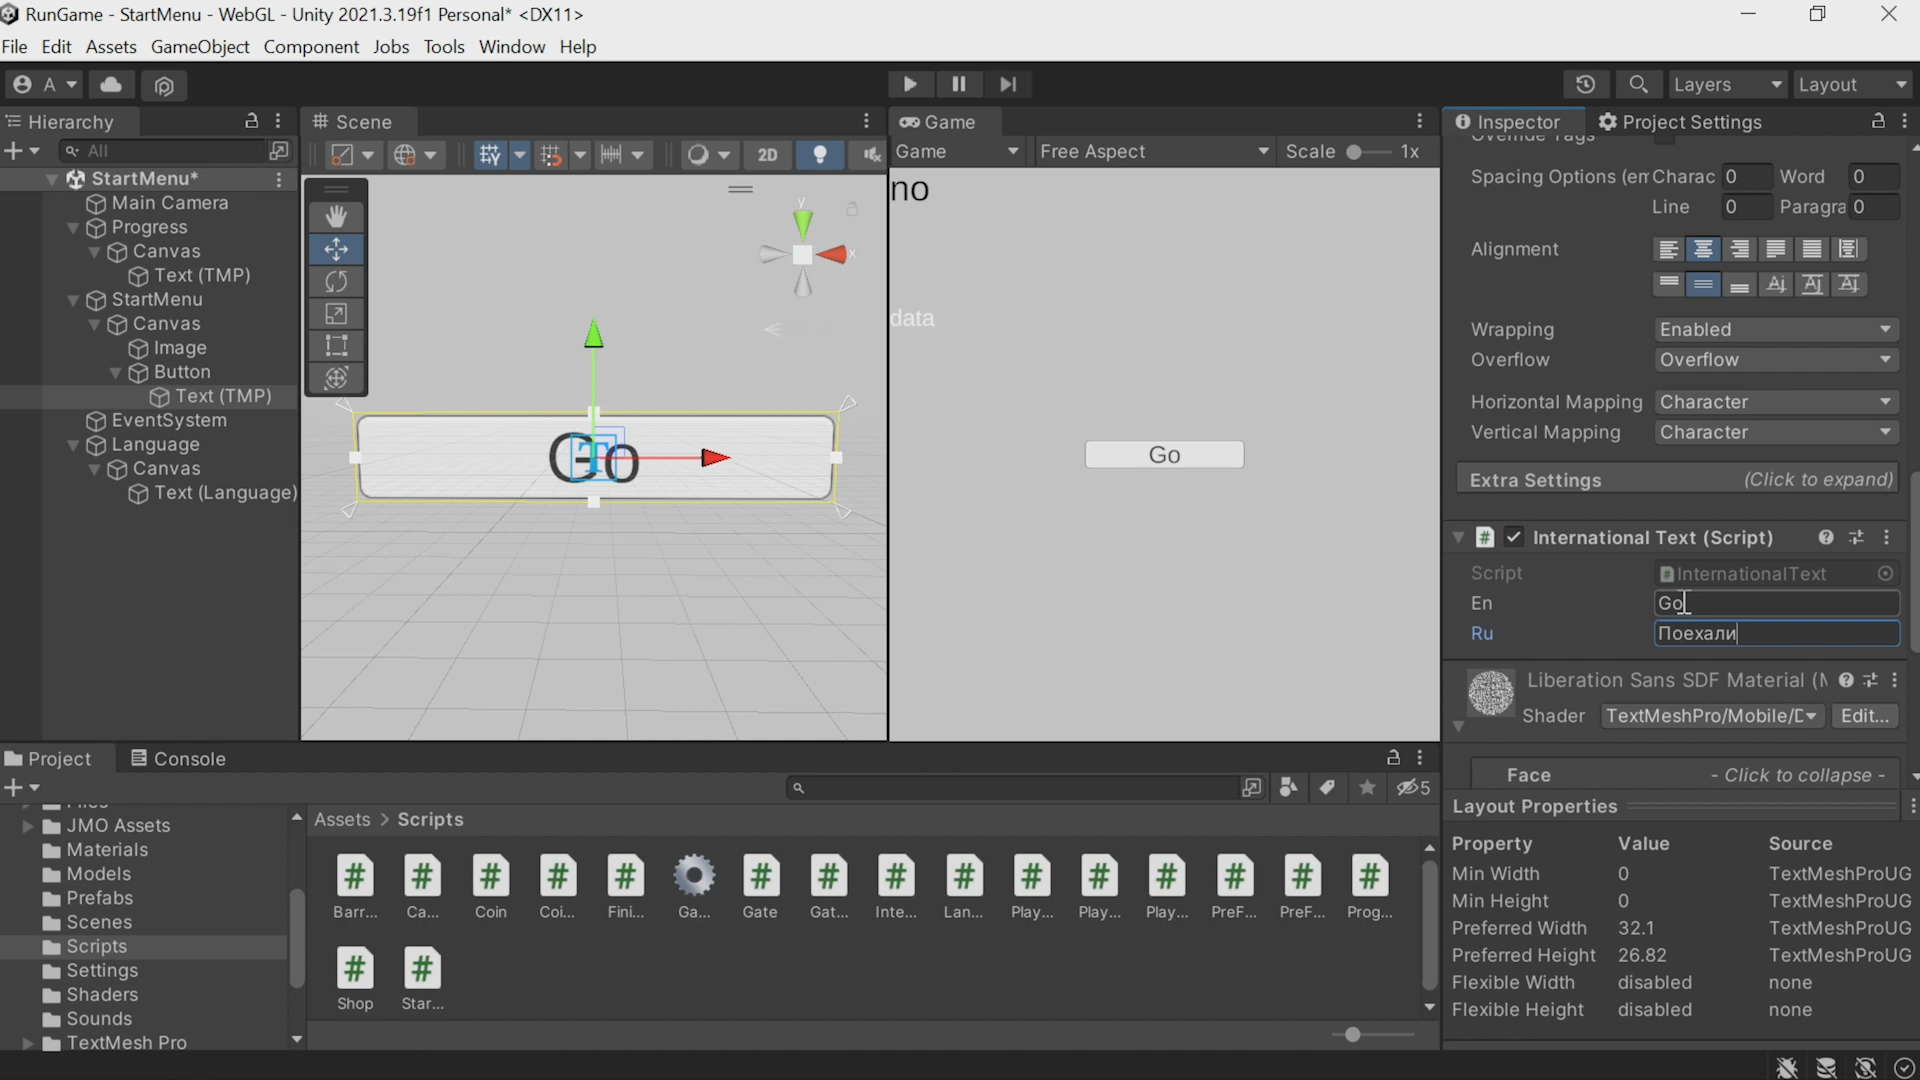 RunGame - StartMenu - WebGL - Unity 2021.3.19f1 Personal* <DX11>
File Edit Assets GameObject Component Jobs Tools Window Help
A
Layers Layout
Hierarchy
All
StartMenu*
Main Camera
Progress
Canvas
Text (TMP)
StartMenu
Canvas
Image
Button
Text (TMP)
EventSystem
Language
Canvas
Text (Language)
Scene
2D
y
x
Go
Game
Game Free Aspect Scale 1x
no
data
Go
Inspector Project Settings
Override Tags
Spacing Options (em Charac 0 Word 0
Line 0 Paragra 0
Alignment
Wrapping Enabled
Overflow Overflow
Horizontal Mapping Character
Vertical Mapping Character
Extra Settings (Click to expand)
International Text (Script)
Script InternationalText
En Go
Ru Поехали
Liberation Sans SDF Material (M
Shader TextMeshPro/Mobile/D Edit...
Face - Click to collapse -
Layout Properties
Property Value Source
Min Width 0 TextMeshProUG
Min Height 0 TextMeshProUG
Preferred Width 32.1 TextMeshProUG
Preferred Height 26.82 TextMeshProUG
Flexible Width disabled none
Flexible Height disabled none
Project Console
5
Files
JMO Assets
Materials
Models
Prefabs
Scenes
Scripts
Settings
Shaders
Sounds
TextMesh Pro
Assets > Scripts
Barr... Ca... Coin Coi... Fini... Ga... Gate Gat... Inte... Lan... Play... Play... Play... PreF... PreF... Prog...
Shop Star...